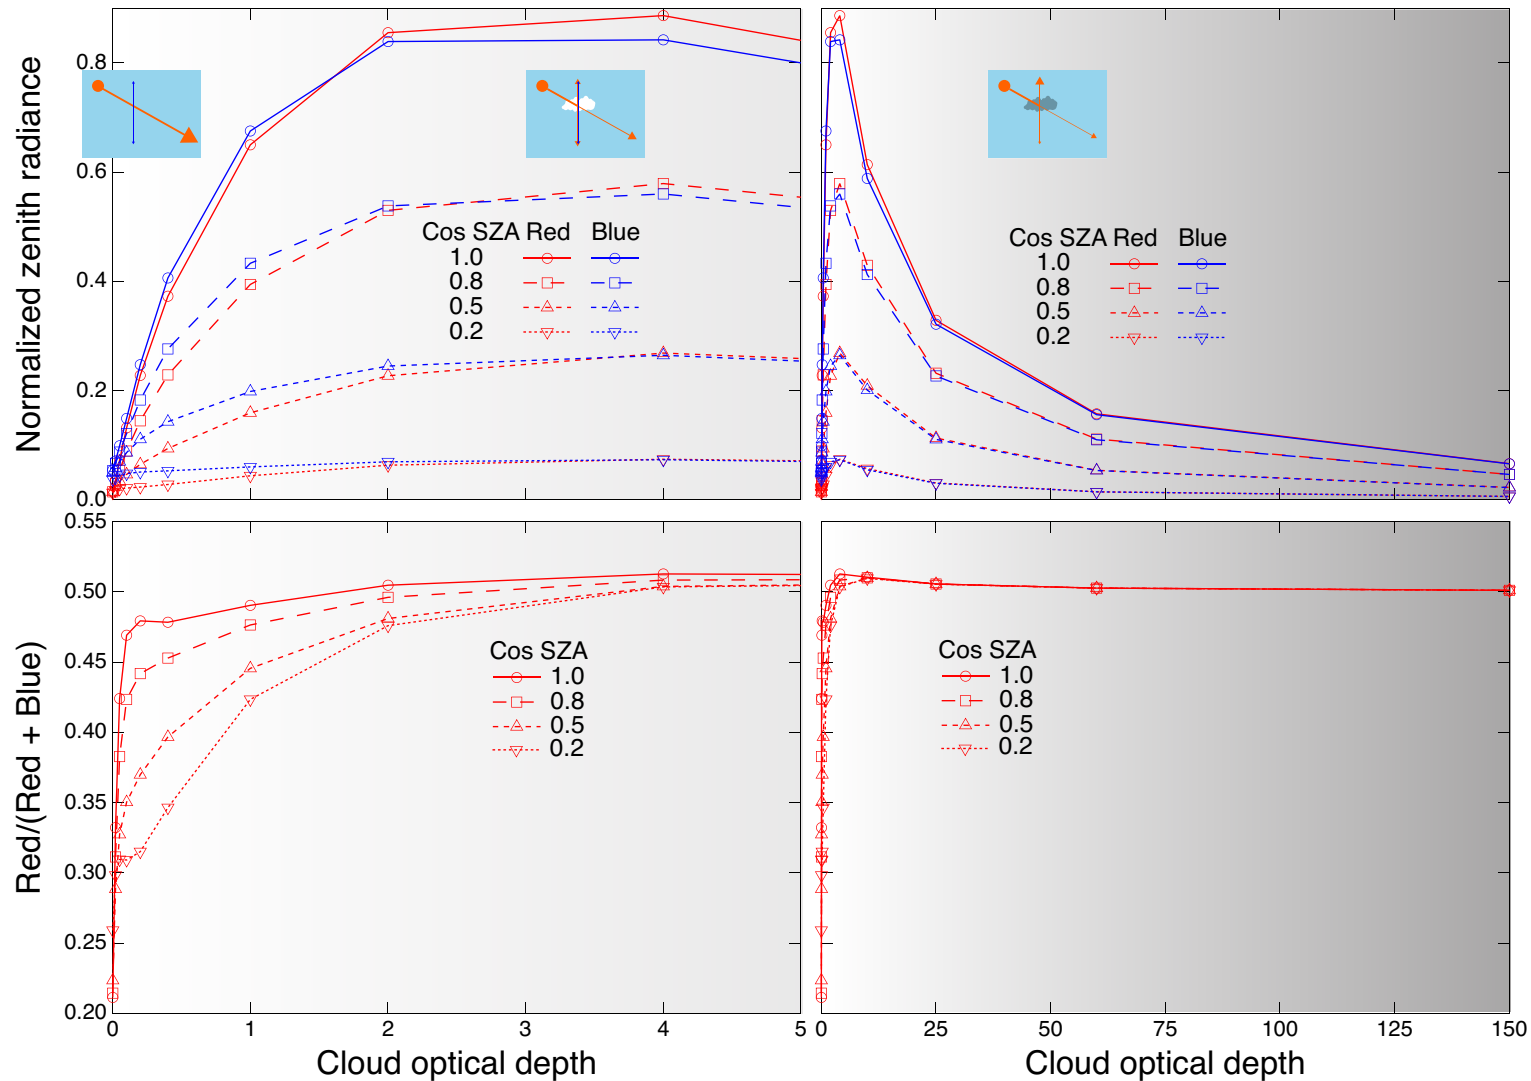 Normalized zenith radiance
0.8
0.6
0.4
0.2
0.0
Cos SZA Red Blue
1.0
0.8
0.5
0.2
Cos SZA Red Blue
1.0
0.8
0.5
0.2
Red/(Red + Blue)
0.55
0.50
0.45
0.40
0.35
0.30
0.25
0.20
Cos SZA
1.0
0.8
0.5
0.2
Cos SZA
1.0
0.8
0.5
0.2
0 1 2 3 4 5
0 25 50 75 100 125 150
Cloud optical depth
Cloud optical depth